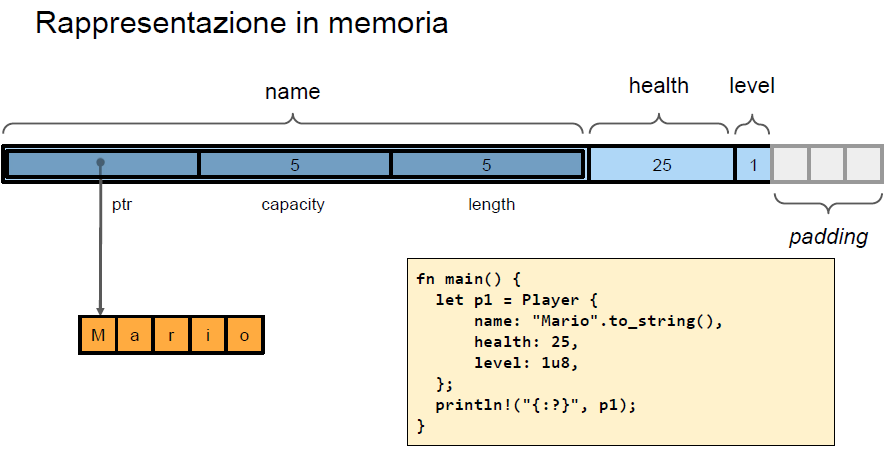 Rappresentazione in memoria
name
health
level
5
5
25
1
ptr
capacity
length
padding
M a r i o
fn main() {
  let p1 = Player {
      name: "Mario".to_string(),
      health: 25,
      level: 1u8,
  };
  println!("{:?}", p1);
}